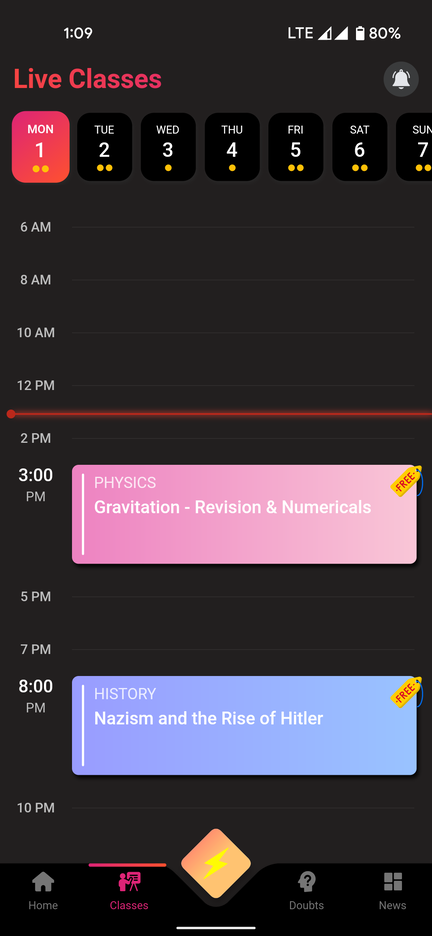 1:09 LTE 80%
Live Classes
MON TUE WED THU FRI SAT SUN
1 2 3 4 5 6 7
6 AM
8 AM
10 AM
12 PM
2 PM
3:00
PM
PHYSICS
FREE
Gravitation - Revision & Numericals
5 PM
7 PM
8:00
PM
HISTORY
FREE
Nazism and the Rise of Hitler
10 PM
Home Classes Doubts News